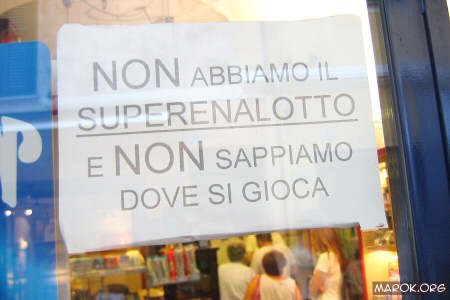 NON ABBIAMO IL
SUPERENALOTTO
E NON SAPPIAMO
DOVE SI GIOCA
MAROK.ORG